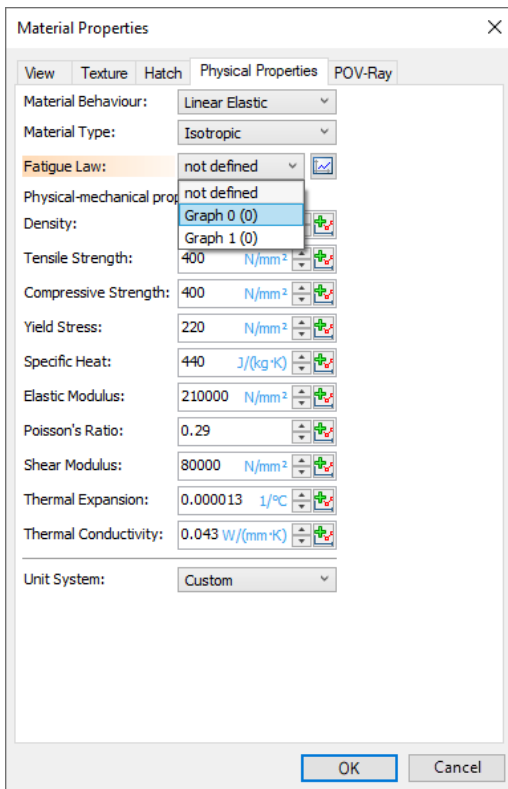 Material Properties
View Texture Hatch Physical Properties POV-Ray
Material Behaviour: Linear Elastic
Material Type: Isotropic
Fatigue Law: not defined
not defined
Physical-mechanical prop
Graph 0 (0)
Density:
Graph 1 (0)
Tensile Strength: 400 N/mm²
Compressive Strength: 400 N/mm²
Yield Stress: 220 N/mm²
Specific Heat: 440 J/(kg·K)
Elastic Modulus: 210000 N/mm²
Poisson's Ratio: 0.29
Shear Modulus: 80000 N/mm²
Thermal Expansion: 0.000013 1/°C
Thermal Conductivity: 0.043 W/(mm·K)
Unit System: Custom
OK Cancel